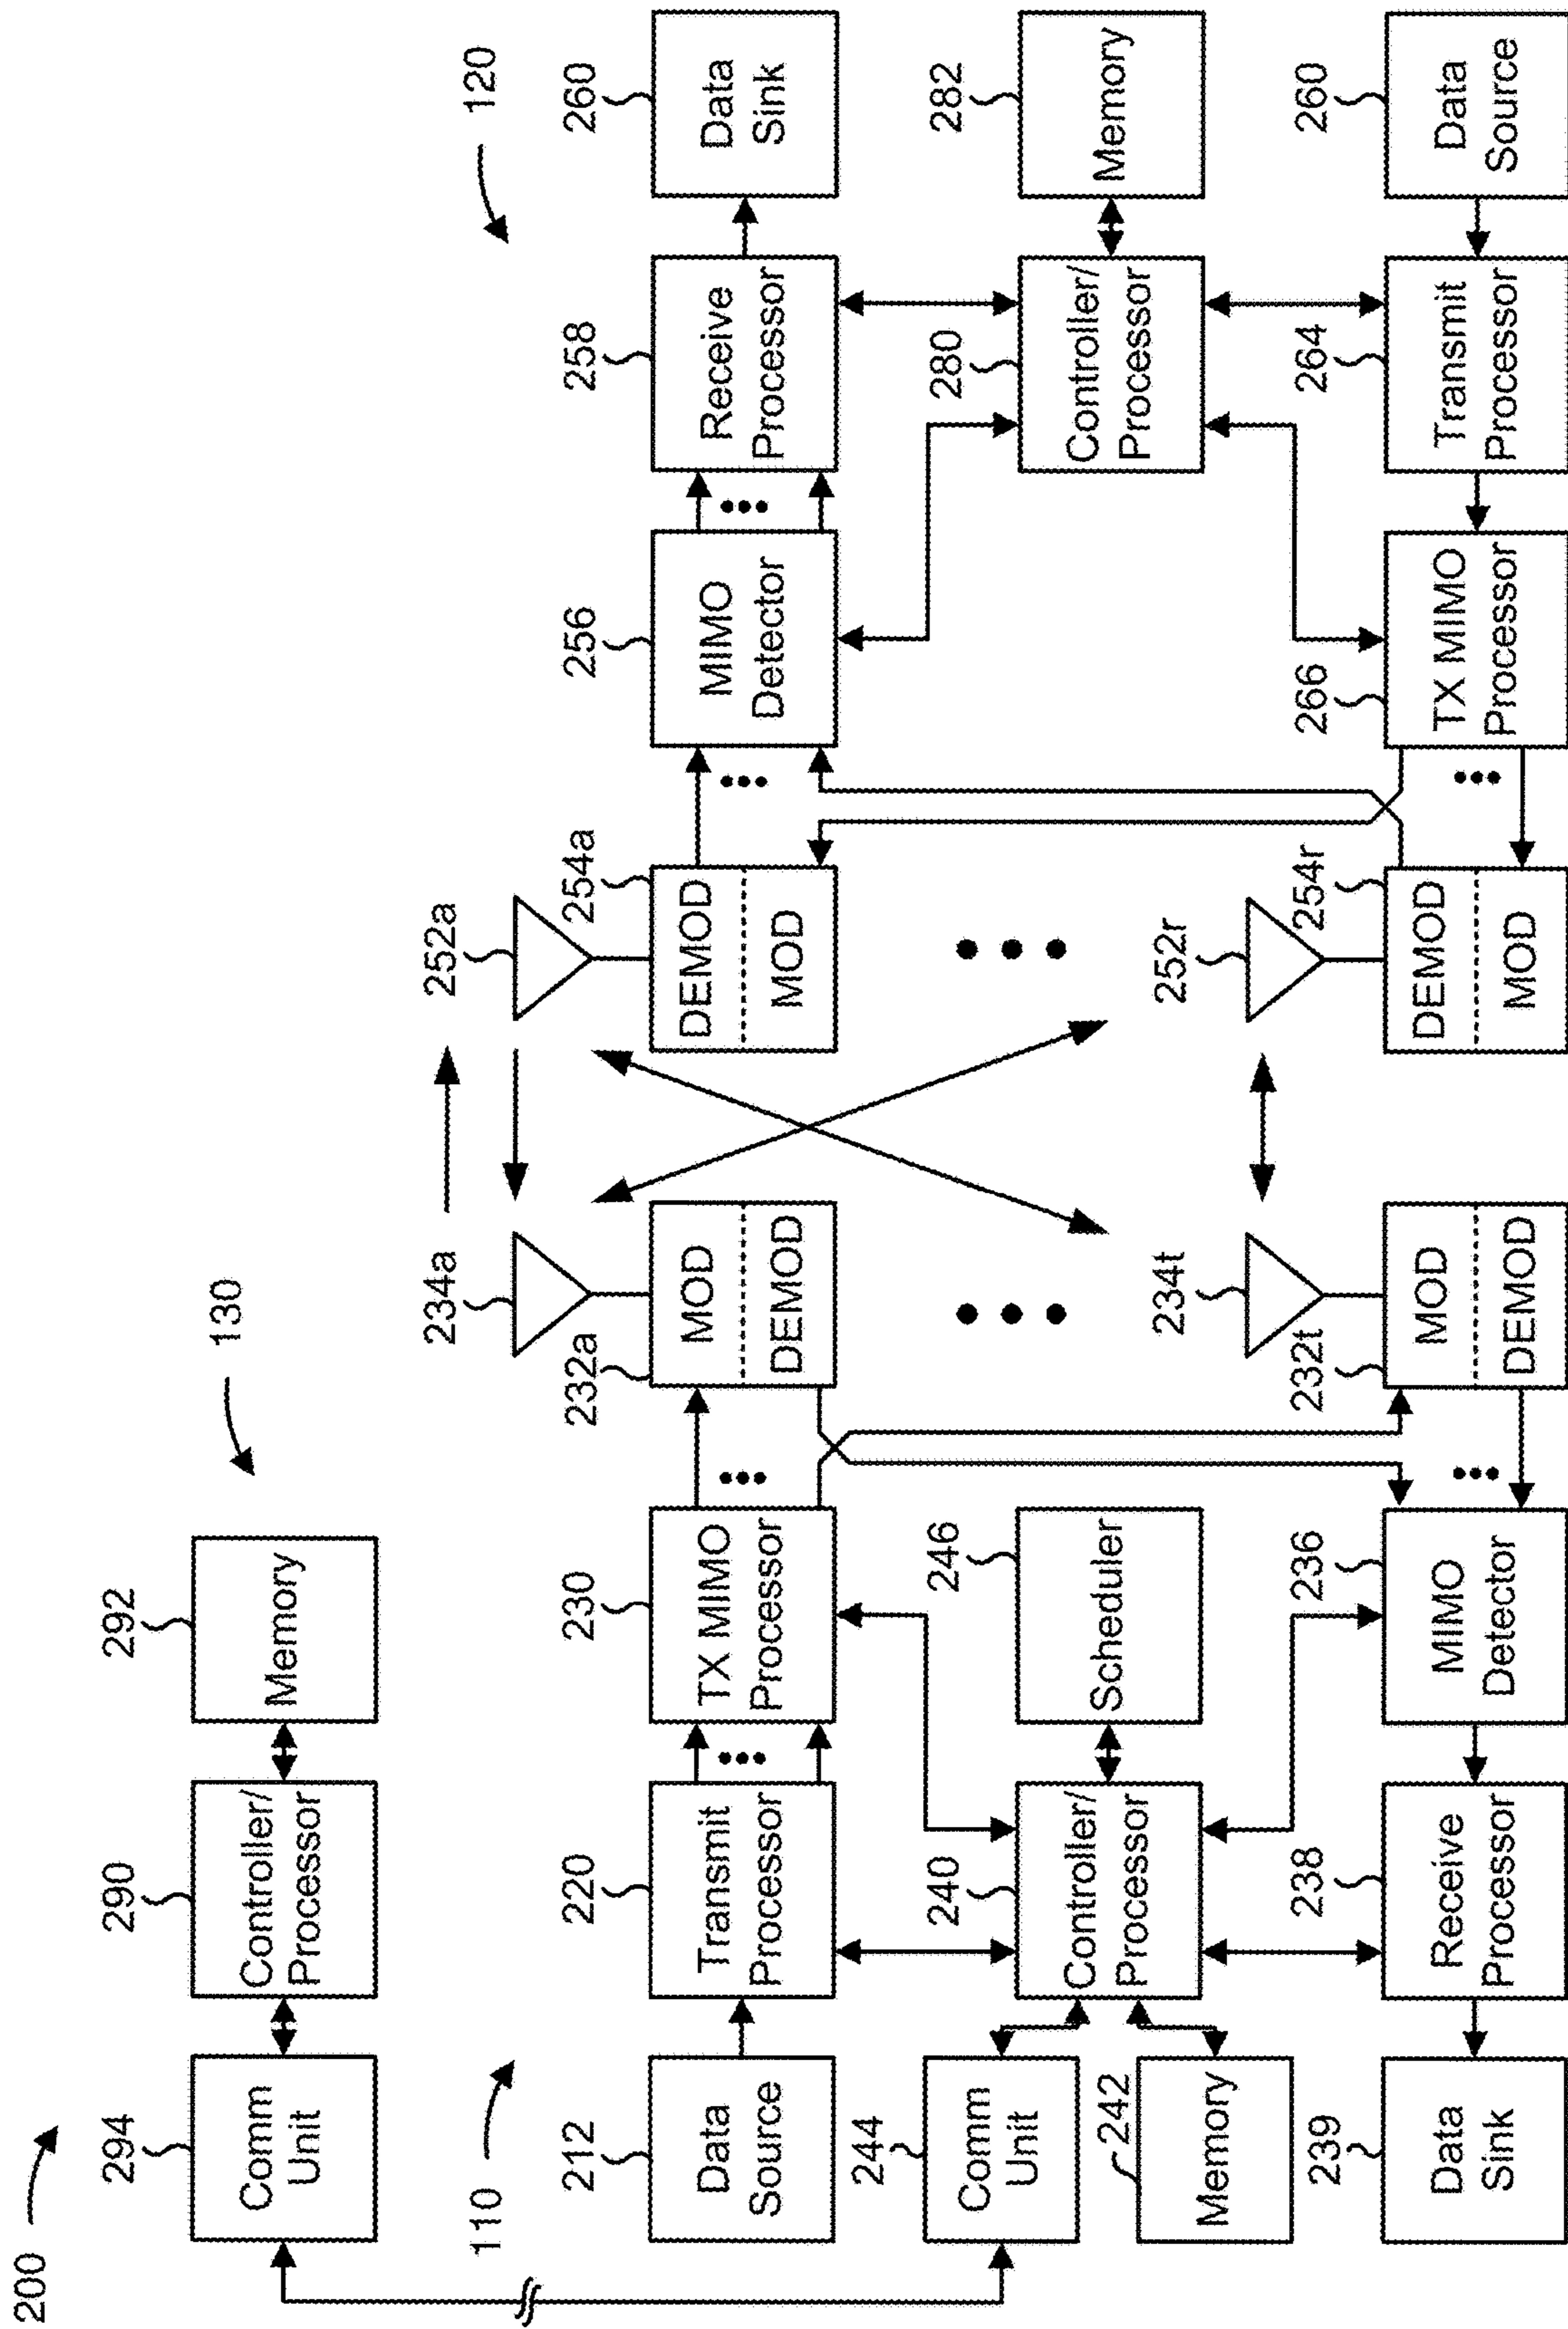 200
294
Comm
Unit
290
Controller/
Processor
292
Memory
130
110
120
212
Data
Source
220
Transmit
Processor
230
TX MIMO
Processor
232a
MOD
DEMOD
234a
252a
254a
DEMOD
MOD
256
MIMO
Detector
258
Receive
Processor
260
Data
Sink
244
Comm
Unit
242
Memory
240
Controller/
Processor
246
Scheduler
280
Controller/
Processor
282
Memory
239
Data
Sink
238
Receive
Processor
236
MIMO
Detector
232t
MOD
DEMOD
234t
252r
254r
DEMOD
MOD
266
TX MIMO
Processor
264
Transmit
Processor
260
Data
Source